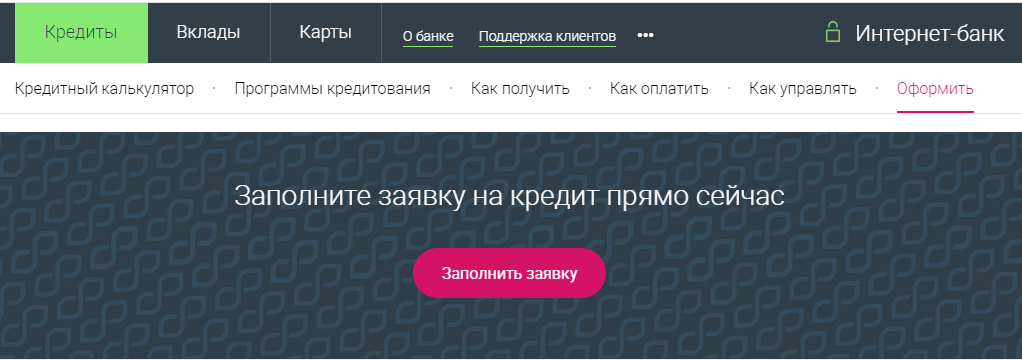 Кредиты Вклады Карты О банке Поддержка клиентов ••• Интернет-банк
Кредитный калькулятор · Программы кредитования · Как получить · Как оплатить · Как управлять · Оформить
Заполните заявку на кредит прямо сейчас
Заполнить заявку